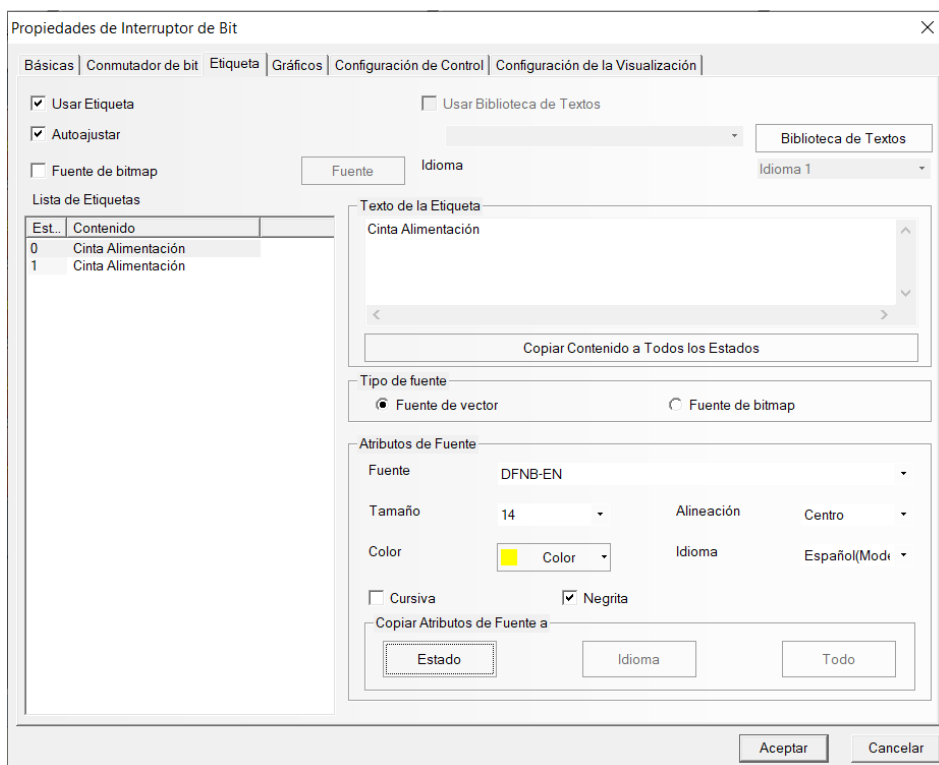 Propiedades de Interruptor de Bit
Básicas Conmutador de bit Etiqueta Gráficos Configuración de Control Configuración de la Visualización
Usar Etiqueta Usar Biblioteca de Textos
Autoajustar Biblioteca de Textos
Fuente de bitmap Fuente Idioma Idioma 1
Lista de Etiquetas
Est... Contenido
0 Cinta Alimentación
1 Cinta Alimentación
Texto de la Etiqueta
Cinta Alimentación
Copiar Contenido a Todos los Estados
Tipo de fuente
Fuente de vector Fuente de bitmap
Atributos de Fuente
Fuente DFNB-EN
Tamaño 14 Alineación Centro
Color Color Idioma Español(Mode
Cursiva Negrita
Copiar Atributos de Fuente a
Estado Idioma Todo
Aceptar Cancelar